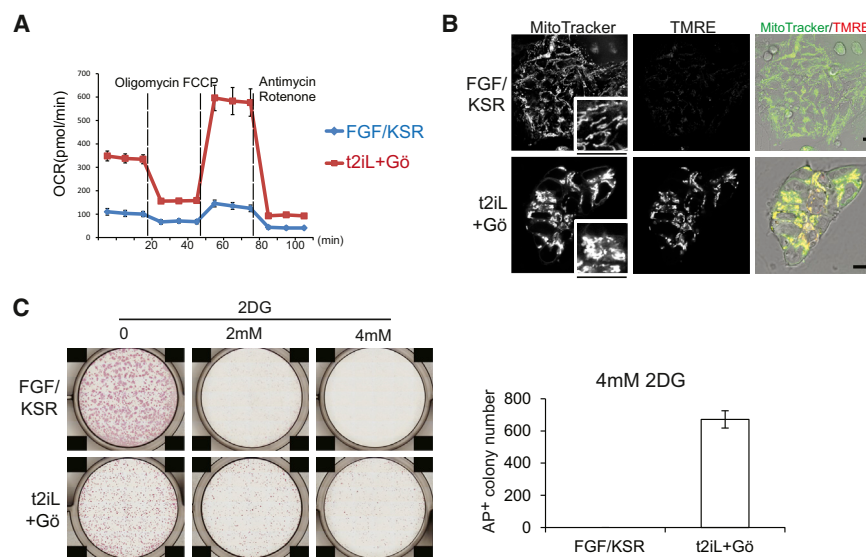 A
Oligomycin FCCP
Antimycin
Rotenone
OCR(pmol/min)
700
600
500
400
300
200
100
0
0 20 40 60 80 100 (min)
FGF/KSR
t2iL+Gö
B
MitoTracker TMRE MitoTracker/TMRE
FGF/
KSR
t2iL
+Gö
C
2DG
0 2mM 4mM
FGF/
KSR
t2iL
+Gö
4mM 2DG
AP⁺ colony number
800
600
400
200
0
FGF/KSR t2iL+Gö